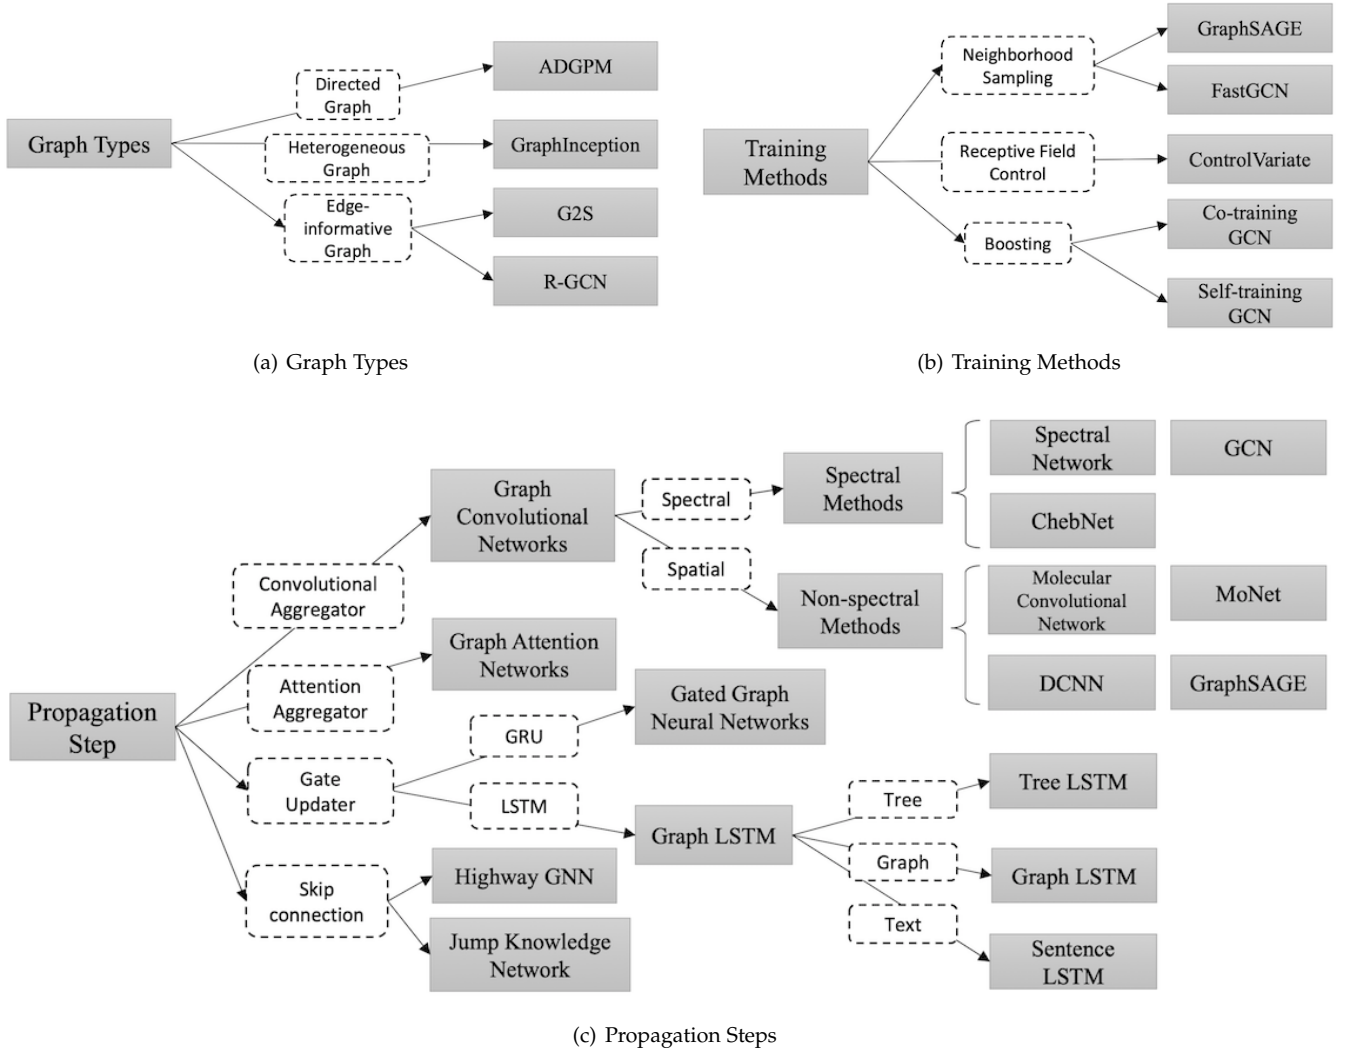 Graph Types
Directed
Graph
ADGPM
Heterogeneous
Graph
GraphInception
Edge-
informative
Graph
G2S
R-GCN
(a) Graph Types
Training
Methods
Neighborhood
Sampling
GraphSAGE
FastGCN
Receptive Field
Control
ControlVariate
Boosting
Co-training
GCN
Self-training
GCN
(b) Training Methods
Propagation
Step
Convolutional
Aggregator
Graph
Convolutional
Networks
Spectral
Spectral
Methods
Spectral
Network
GCN
ChebNet
Spatial
Non-spectral
Methods
Molecular
Convolutional
Network
MoNet
DCNN
GraphSAGE
Attention
Aggregator
Graph Attention
Networks
Gate
Updater
GRU
Gated Graph
Neural Networks
LSTM
Graph LSTM
Tree
Tree LSTM
Graph
Graph LSTM
Text
Sentence
LSTM
Skip
connection
Highway GNN
Jump Knowledge
Network
(c) Propagation Steps